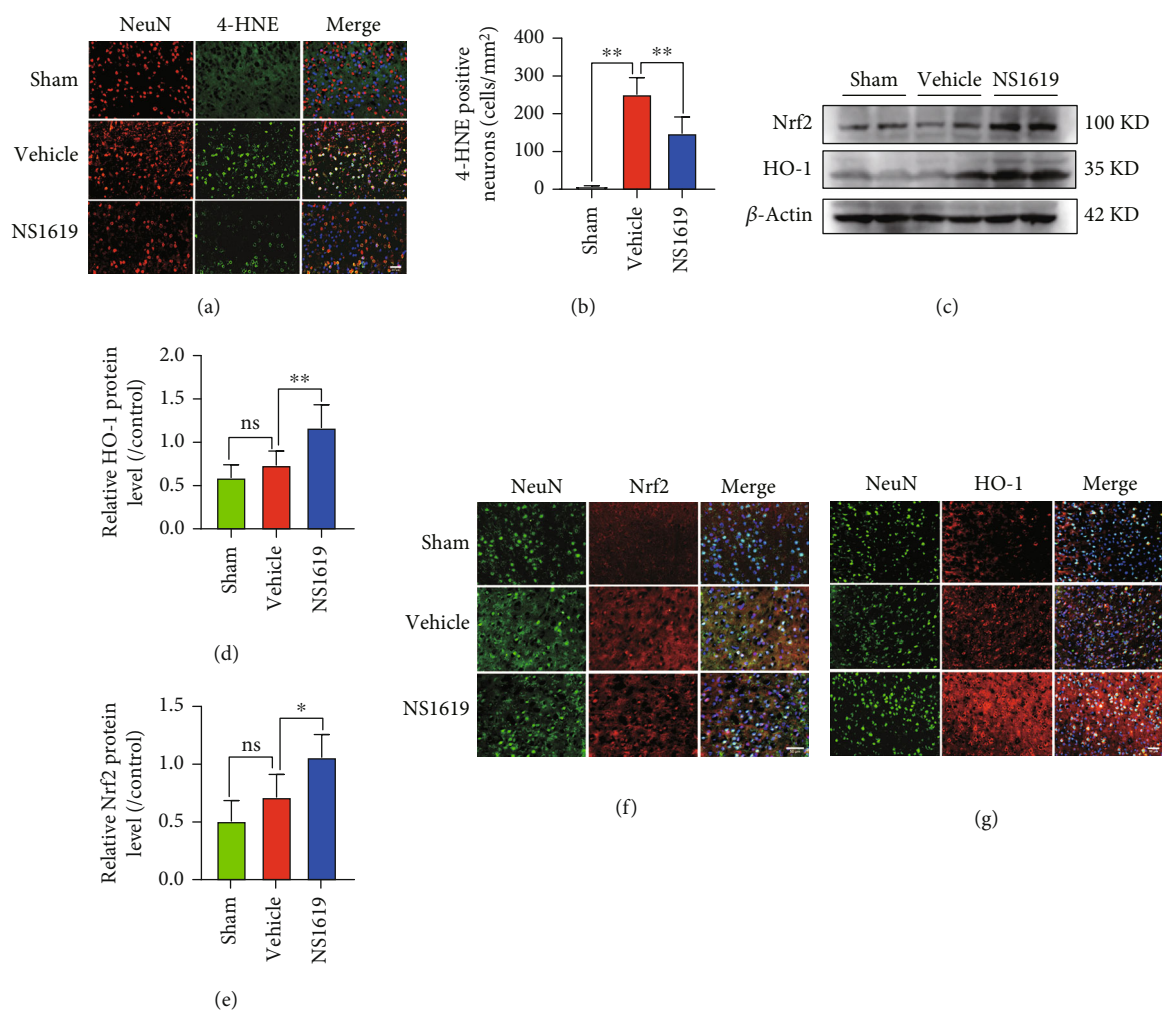 NeuN 4-HNE Merge
Sham
Vehicle
NS1619
(a)
4-HNE positive
neurons (cells/mm²)
400
300
200
100
0
** **
Sham Vehicle NS1619
(b)
Sham Vehicle NS1619
Nrf2 100 KD
HO-1 35 KD
β-Actin 42 KD
(c)
Relative HO-1 protein
level (/control)
2.0
1.5
1.0
0.5
0.0
ns **
Sham Vehicle NS1619
(d)
Relative Nrf2 protein
level (/control)
1.5
1.0
0.5
0.0
ns *
Sham Vehicle NS1619
(e)
NeuN Nrf2 Merge
Sham
Vehicle
NS1619
(f)
NeuN HO-1 Merge
(g)